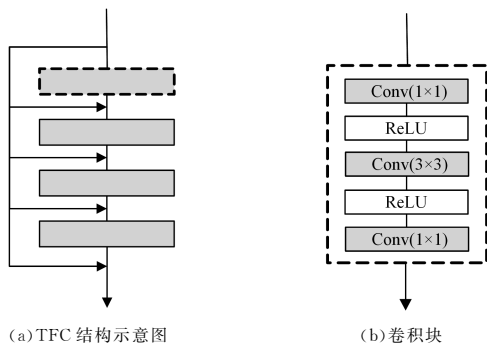 Conv(1×1)
ReLU
Conv(3×3)
ReLU
Conv(1×1)
(a)TFC 结构示意图
(b)卷积块